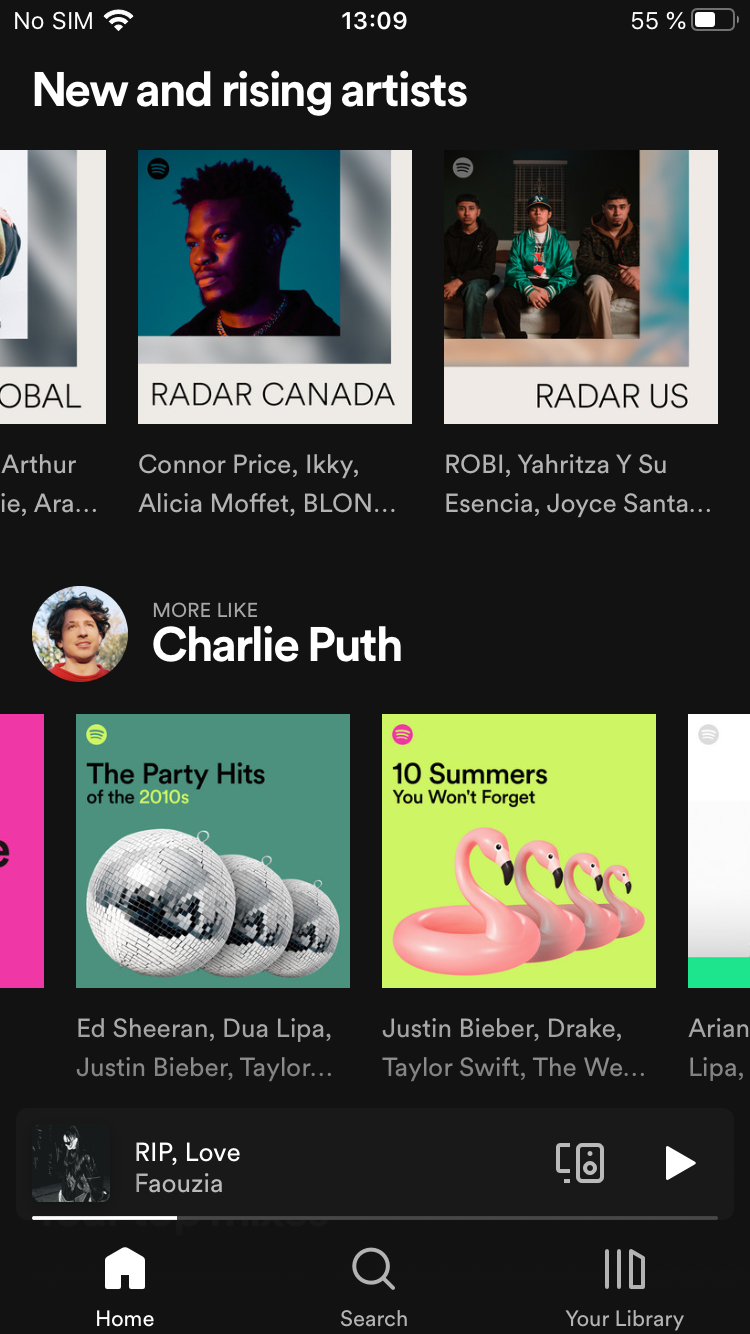 No SIM 13:09 55 %
New and rising artists
OBAL
RADAR CANADA
RADAR US
Arthur
ie, Ara...
Connor Price, Ikky,
Alicia Moffet, BLON...
ROBI, Yahritza Y Su
Esencia, Joyce Santa...
MORE LIKE
Charlie Puth
e
The Party Hits
of the 2010s
10 Summers
You Won't Forget
Ed Sheeran, Dua Lipa,
Justin Bieber, Taylor...
Justin Bieber, Drake,
Taylor Swift, The We...
Arian
Lipa,
RIP, Love
Faouzia
Home
Search
Your Library